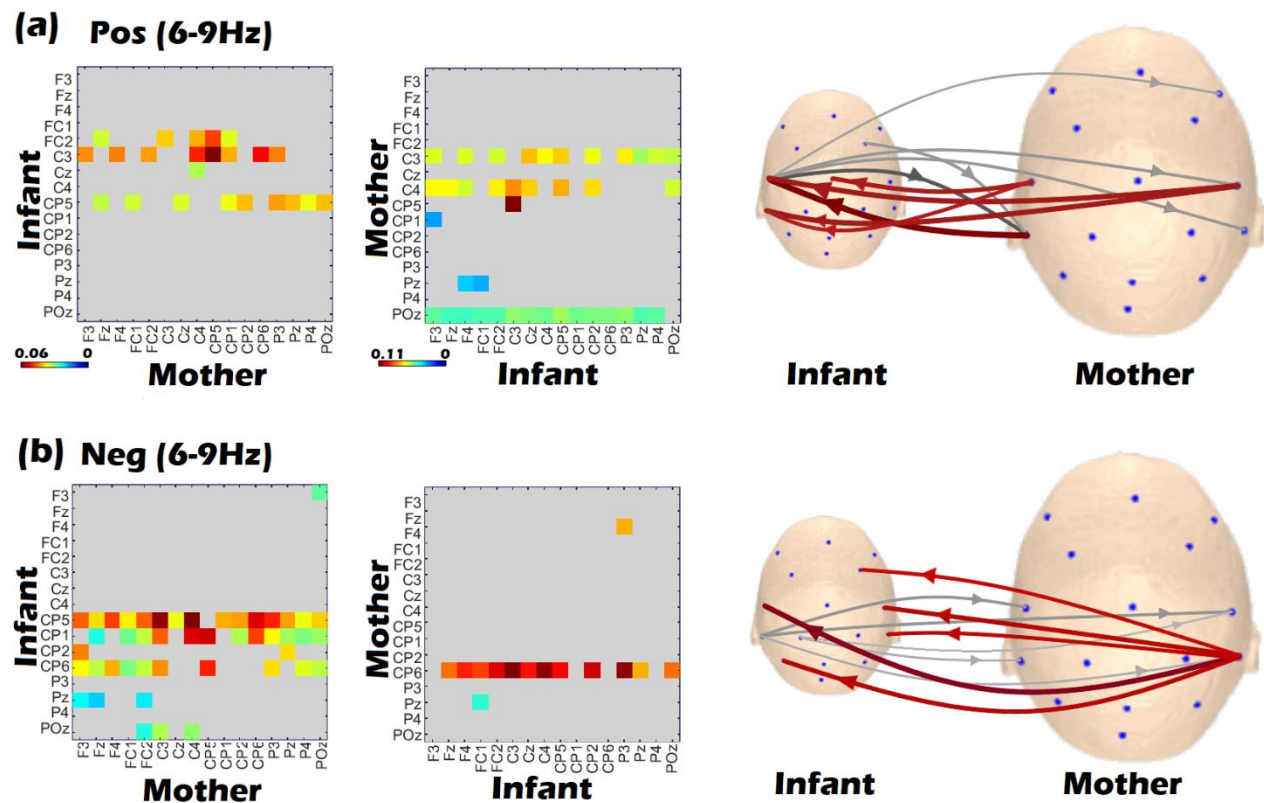 (a) Pos (6-9Hz)
Infant
F3
Fz
F4
FC1
FC2
C3
Cz
C4
CP5
CP1
CP2
CP6
P3
Pz
P4
POz
F3 Fz F4 FC1 FC2 C3 Cz C4 CP5 CP1 CP2 CP6 P3 Pz P4 POz
0.06 0
Mother
Mother
F3
Fz
F4
FC1
FC2
C3
Cz
C4
CP5
CP1
CP2
CP6
P3
Pz
P4
POz
F3 Fz F4 FC1 FC2 C3 Cz C4 CP5 CP1 CP2 CP6 P3 Pz P4 POz
0.11 0
Infant
Infant
Mother
(b) Neg (6-9Hz)
Infant
F3
Fz
F4
FC1
FC2
C3
Cz
C4
CP5
CP1
CP2
CP6
P3
Pz
P4
POz
F3 Fz F4 FC1 FC2 C3 Cz C4 CP5 CP1 CP2 CP6 P3 Pz P4 POz
Mother
Mother
F3
Fz
F4
FC1
FC2
C3
Cz
C4
CP5
CP1
CP2
CP6
P3
Pz
P4
POz
F3 Fz F4 FC1 FC2 C3 Cz C4 CP5 CP1 CP2 CP6 P3 Pz P4 POz
Infant
Infant
Mother